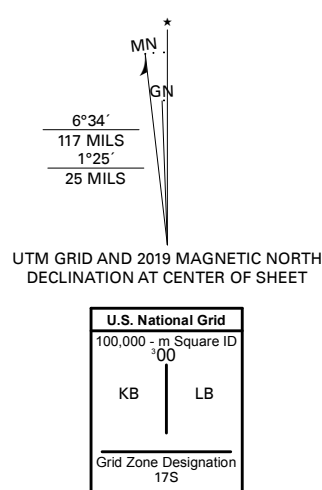 ★
MN
GN
6°34´
117 MILS
1°25´
25 MILS
UTM GRID AND 2019 MAGNETIC NORTH
DECLINATION AT CENTER OF SHEET
U.S. National Grid
100,000 - m Square ID
³00
KB LB
Grid Zone Designation
17S